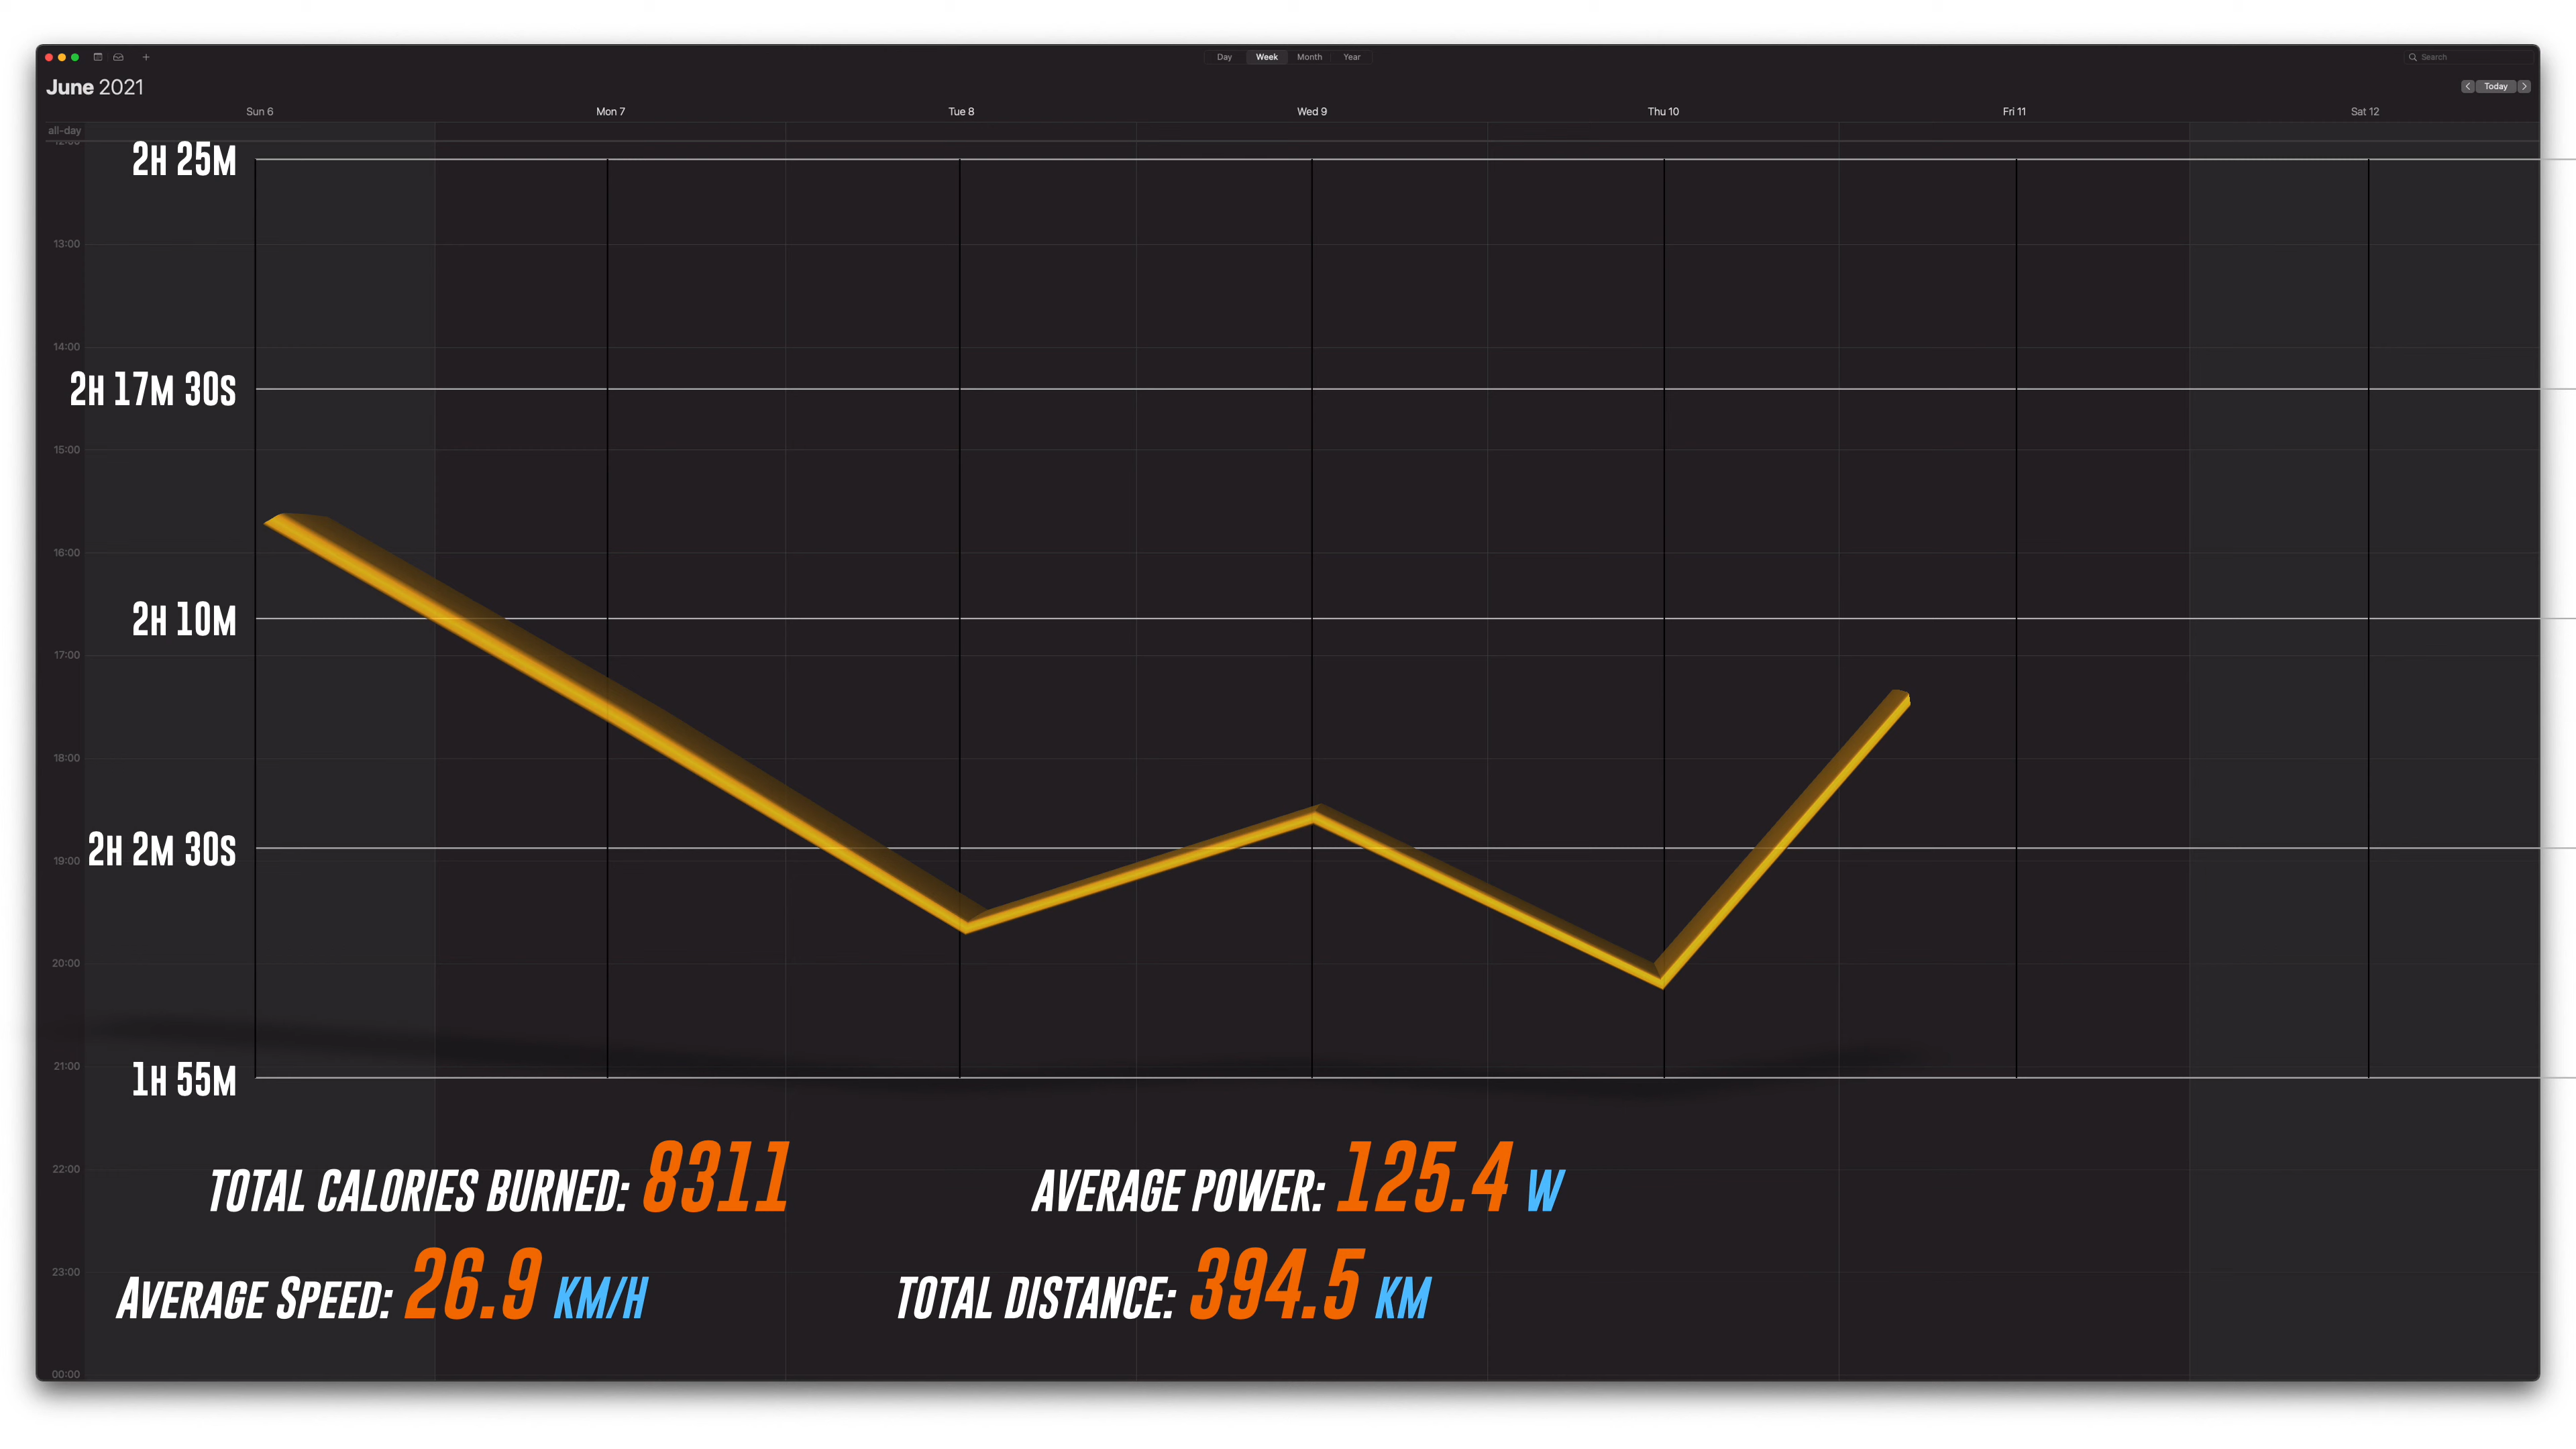 Day Week Month Year
Search
June 2021
Today
Sun 6 Mon 7 Tue 8 Wed 9 Thu 10 Fri 11 Sat 12
all-day
2H 25M
13:00
14:00
2H 17M 30S
15:00
16:00
2H 10M
17:00
18:00
2H 2M 30S
19:00
20:00
21:00
1H 55M
22:00
TOTAL CALORIES BURNED: 8311
AVERAGE POWER: 125.4 W
23:00
AVERAGE SPEED: 26.9 KM/H
TOTAL DISTANCE: 394.5 KM
00:00